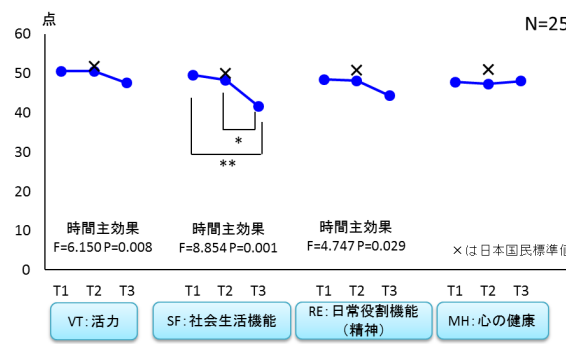 点
N=25
60
50
40
30
20
10
0
×
×
×
×
*
**
時間主効果
F=6.150 P=0.008
時間主効果
F=8.854 P=0.001
時間主効果
F=4.747 P=0.029
×は日本国民標準値
T1 T2 T3
T1 T2 T3
T1 T2 T3
T1 T2 T3
VT:活力
SF:社会生活機能
RE:日常役割機能
(精神)
MH:心の健康